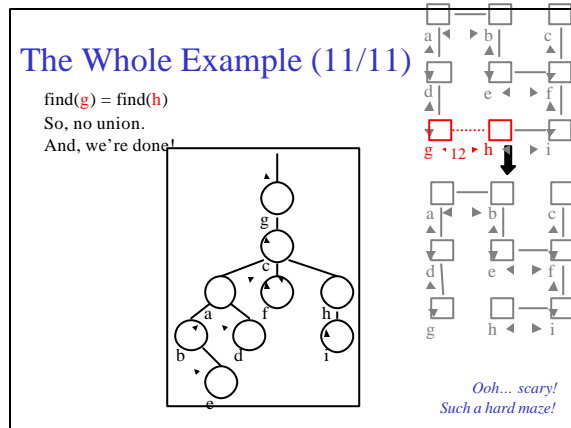 The Whole Example (11/11)
find(g) = find(h)
So, no union.
And, we're done!
g
c
a f h
b d i
e
a b c
d e f
g 12 h i
a b c
d e f
g h i
Ooh... scary!
Such a hard maze!